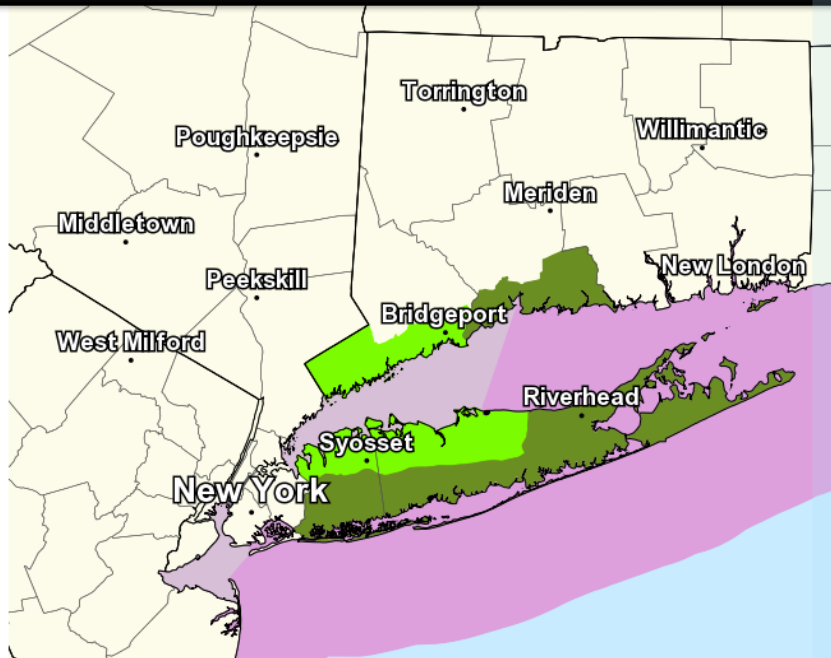 Torrington
Willimantic
Poughkeepsie
Meriden
Middletown
New London
Peekskill
Bridgeport
West Milford
Riverhead
Syosset
New York